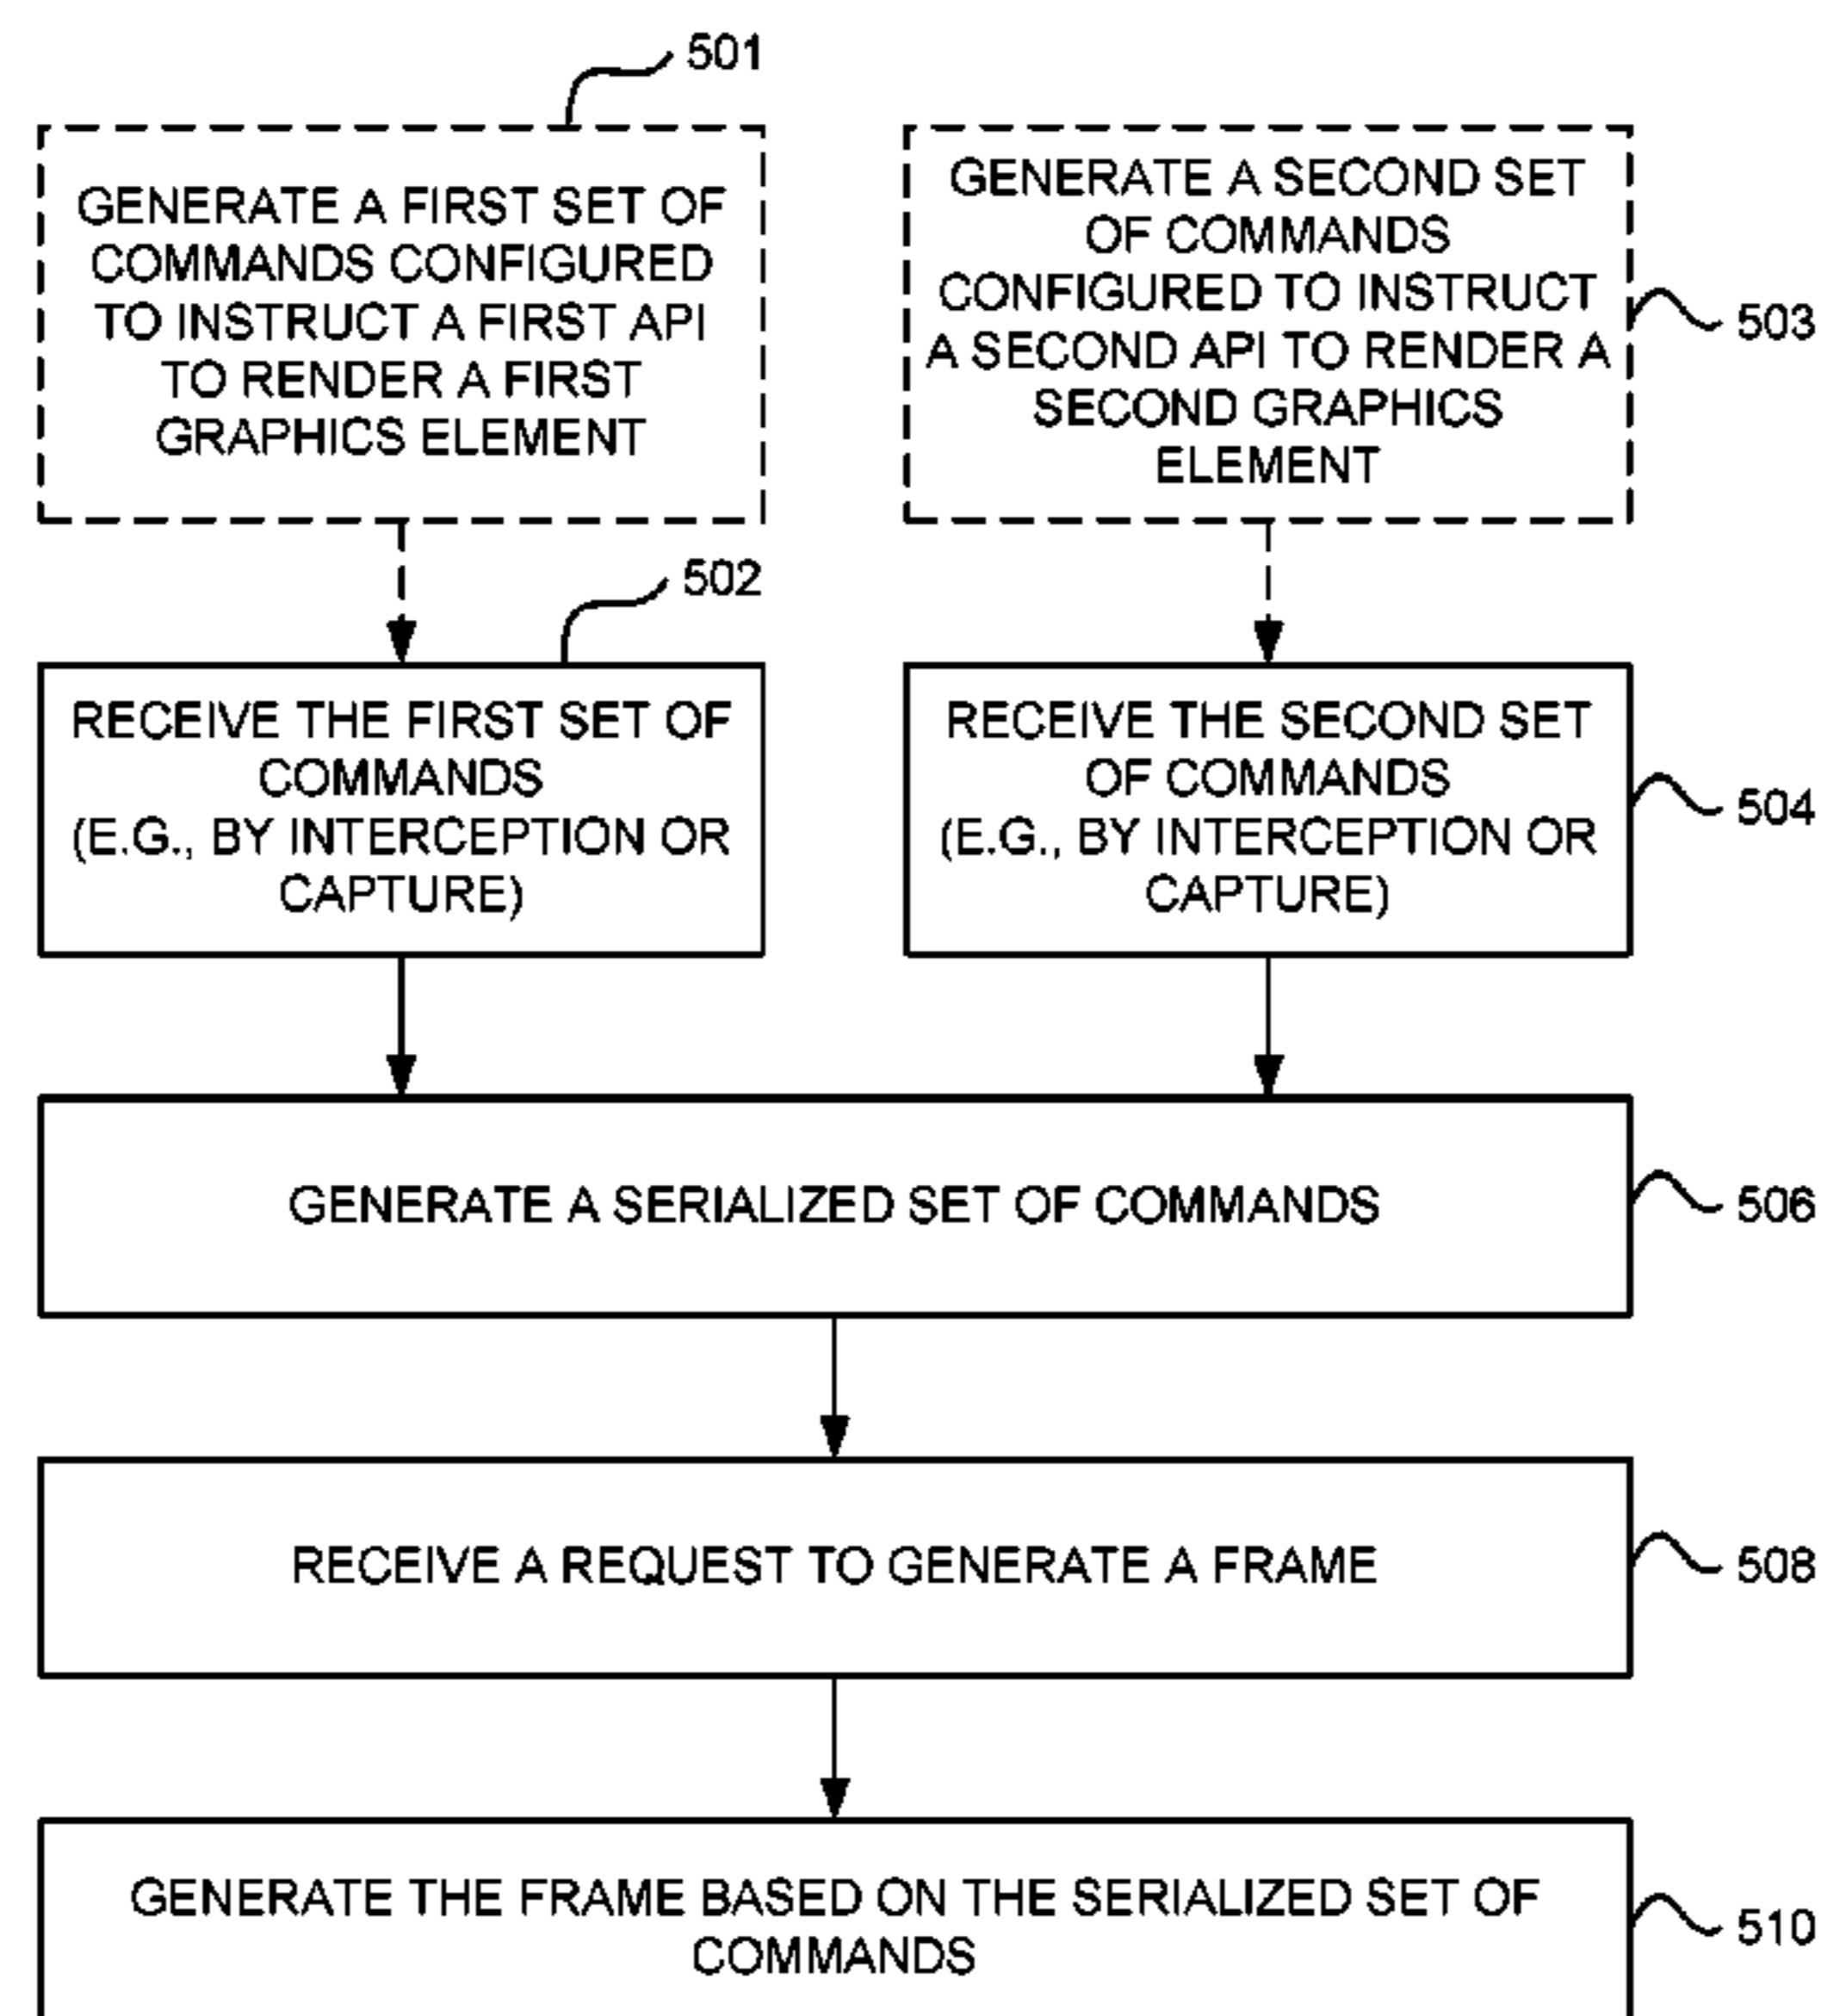 501
GENERATE A FIRST SET OF
COMMANDS CONFIGURED
TO INSTRUCT A FIRST API
TO RENDER A FIRST
GRAPHICS ELEMENT
GENERATE A SECOND SET
OF COMMANDS
CONFIGURED TO INSTRUCT
A SECOND API TO RENDER A
SECOND GRAPHICS
ELEMENT
503
502
RECEIVE THE FIRST SET OF
COMMANDS
(E.G., BY INTERCEPTION OR
CAPTURE)
RECEIVE THE SECOND SET
OF COMMANDS
(E.G., BY INTERCEPTION OR
CAPTURE)
504
GENERATE A SERIALIZED SET OF COMMANDS
506
RECEIVE A REQUEST TO GENERATE A FRAME
508
GENERATE THE FRAME BASED ON THE SERIALIZED SET OF
COMMANDS
510